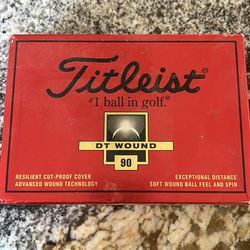 Titleist®
#1 ball in golf.®
DT WOUND
90
RESILIENT CUT-PROOF COVER
ADVANCED WOUND TECHNOLOGY
EXCEPTIONAL DISTANCE
SOFT WOUND BALL FEEL AND SPIN